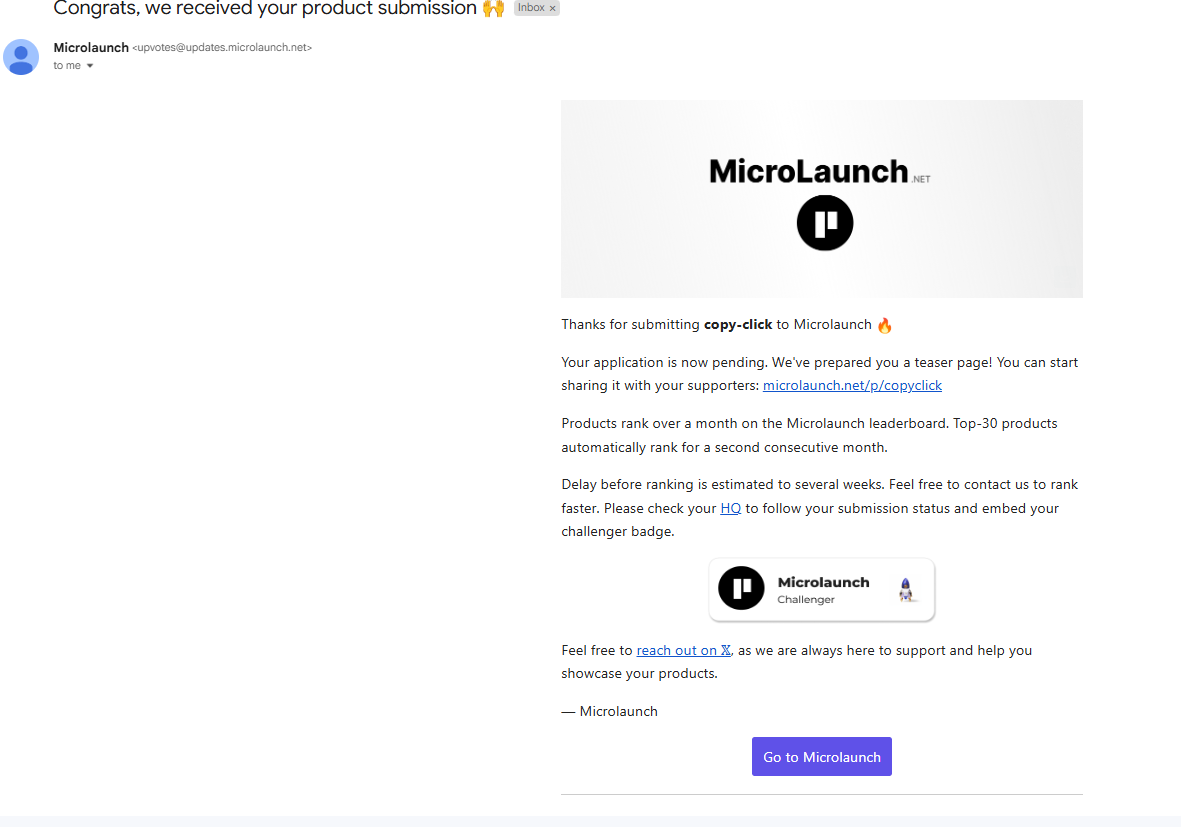 Congrats, we received your product submission 🙌 Inbox ×
Microlaunch <upvotes@updates.microlaunch.net>
to me
MicroLaunch.NET
Thanks for submitting copy-click to Microlaunch 🔥
Your application is now pending. We've prepared you a teaser page! You can start
sharing it with your supporters: microlaunch.net/p/copyclick
Products rank over a month on the Microlaunch leaderboard. Top-30 products
automatically rank for a second consecutive month.
Delay before ranking is estimated to several weeks. Feel free to contact us to rank
faster. Please check your HQ to follow your submission status and embed your
challenger badge.
Microlaunch
Challenger
Feel free to reach out on 𝕏, as we are always here to support and help you
showcase your products.
— Microlaunch
Go to Microlaunch